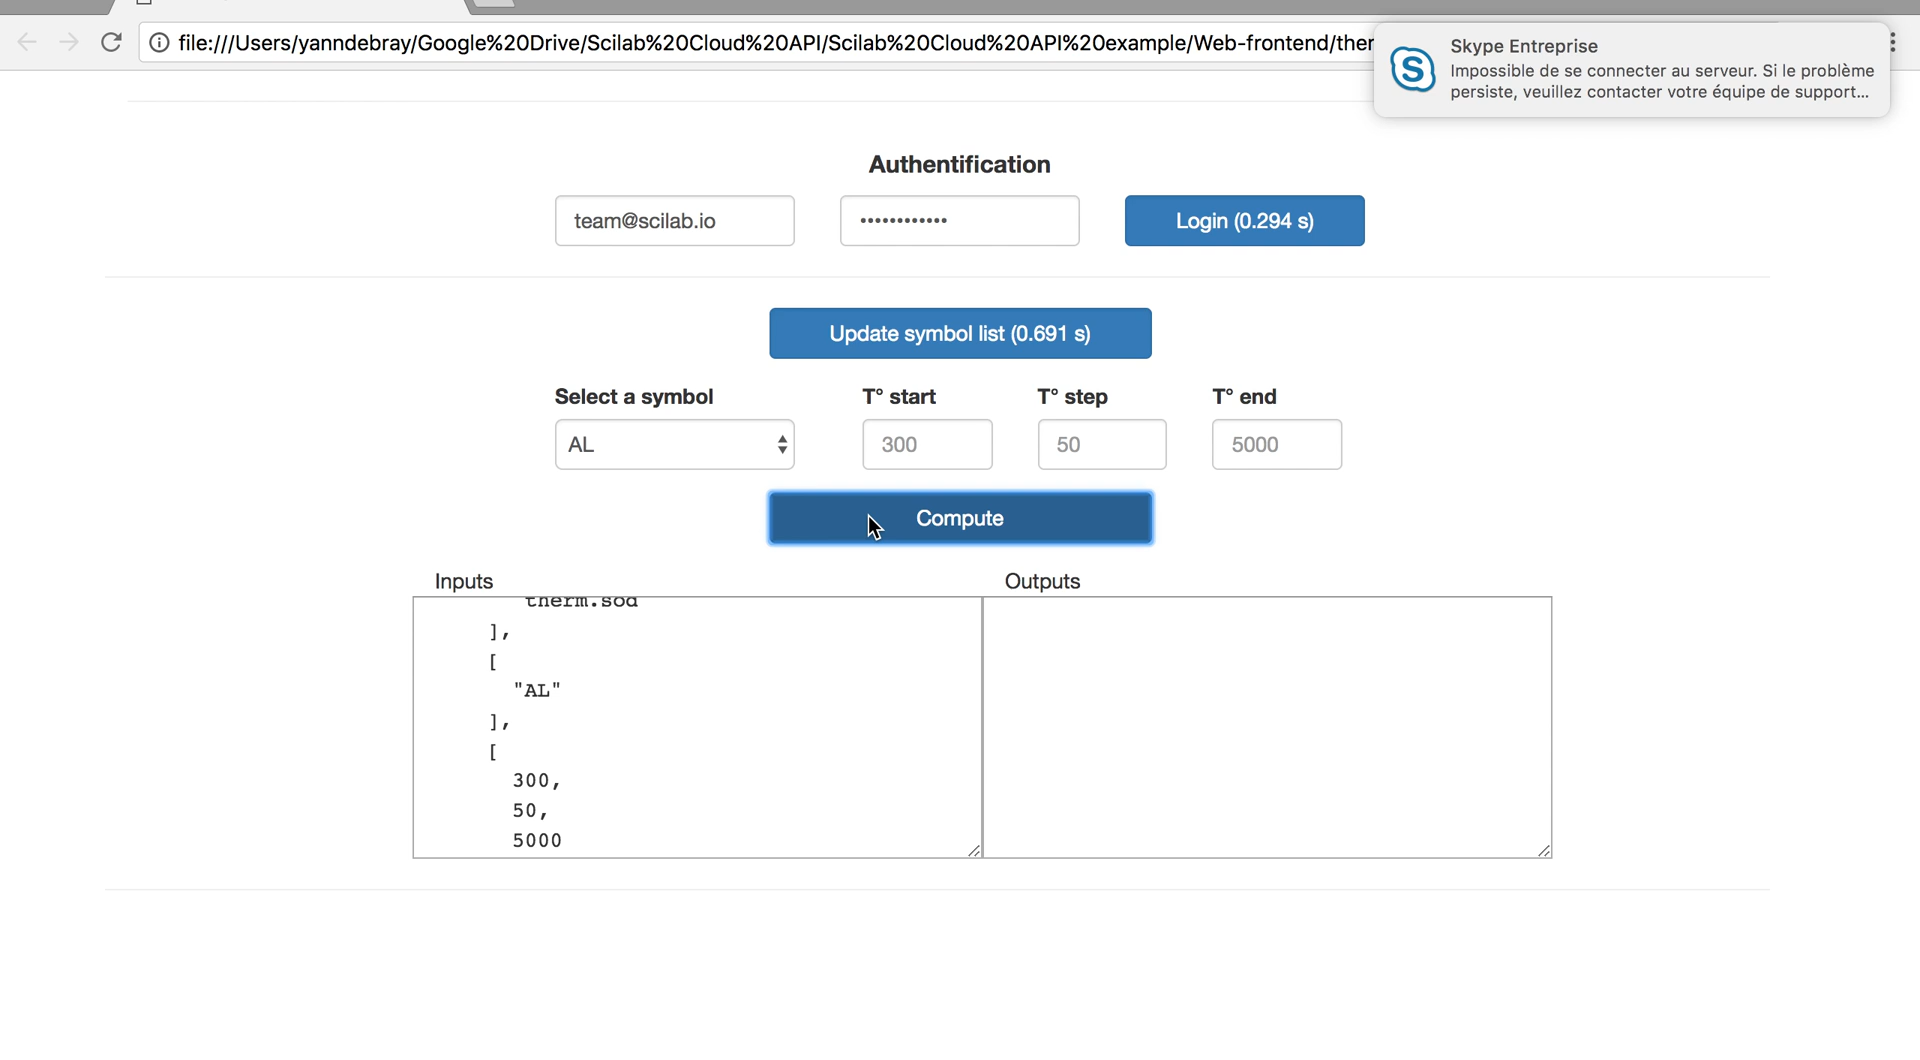 file:///Users/yanndebray/Google%20Drive/Scilab%20Cloud%20API/Scilab%20Cloud%20API%20example/Web-frontend/ther
Skype Entreprise
Impossible de se connecter au serveur. Si le problème
persiste, veuillez contacter votre équipe de support...
Authentification
team@scilab.io
••••••••••••
Login (0.294 s)
Update symbol list (0.691 s)
Select a symbol
T° start
T° step
T° end
AL
300
50
5000
Compute
Inputs
Outputs
therm.sod
],
[
"AL"
],
[
300,
50,
5000